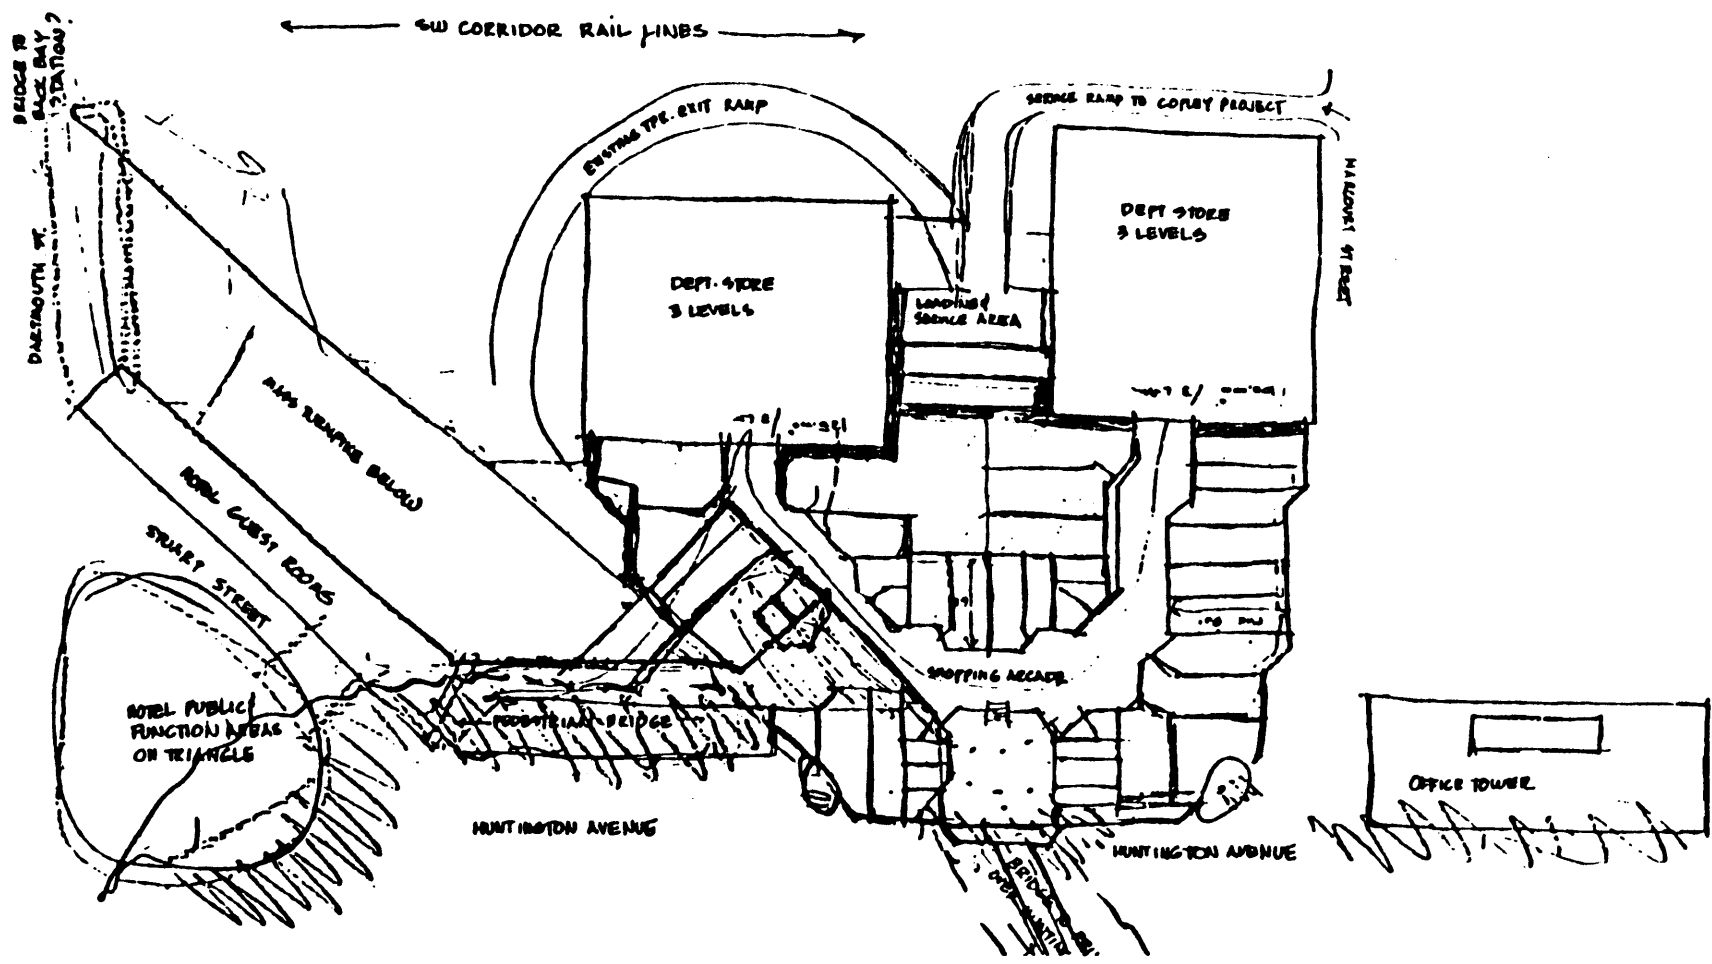 SW CORRIDOR RAIL LINES
BRIDGE TO
BACK BAY
STATION?
EXISTING TPK. EXIT RAMP
SERVICE RAMP TO COPLEY PROJECT
HARCOURT STREET
DARTMOUTH ST.
DEPT. STORE
3 LEVELS
DEPT STORE
3 LEVELS
LOADING &
SERVICE AREA
MASS TURNPIKE BELOW
HOTEL GUEST ROOMS
STUART STREET
SHOPPING ARCADE
HOTEL PUBLIC
FUNCTION AREAS
ON TRIANGLE
PEDESTRIAN BRIDGE
OFFICE TOWER
HUNTINGTON AVENUE
HUNTINGTON AVENUE
BRIDGE
OVER